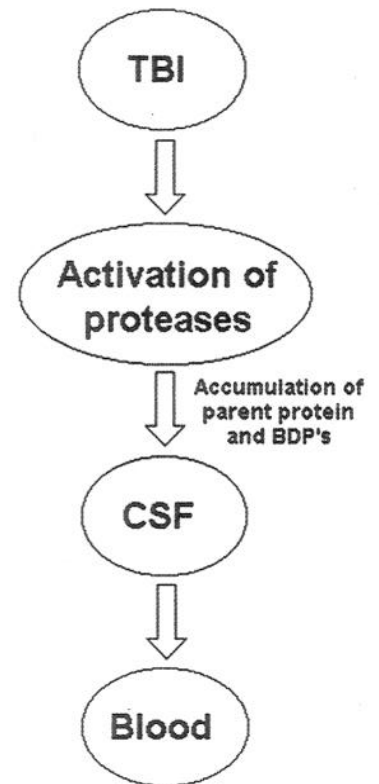 TBI
Activation of
proteases
Accumulation of
parent protein
and BDP's
CSF
Blood